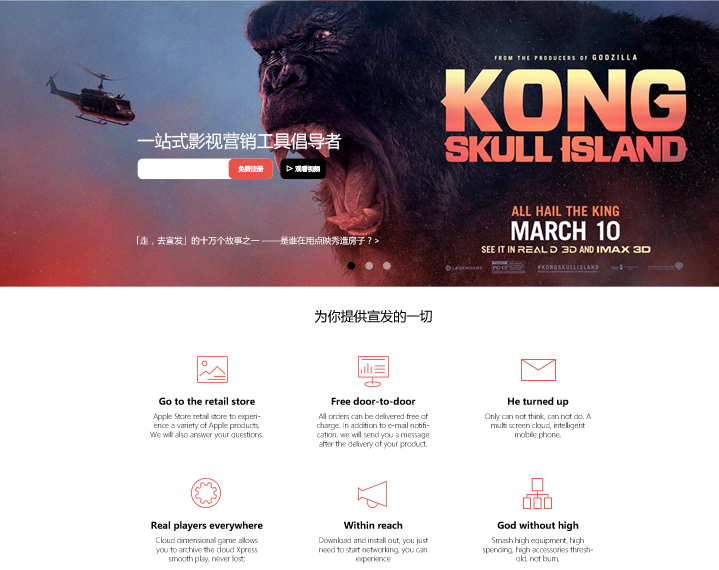 FROM THE PRODUCERS OF GODZILLA
KONG
SKULL ISLAND
一站式影视营销工具倡导者
免费注册
观看视频
ALL HAIL THE KING
MARCH 10
SEE IT IN REALD 3D AND IMAX 3D
「走，去宣发」的十万个故事之一 ——是谁在用点映秀造房子？>
LEGENDARY
#KONGSKULLISLAND
为你提供宣发的一切
Go to the retail store
Apple Store retail store to experi-
ence a variety of Apple products,
We will also answer your questions.
Free door-to-door
All orders can be delivered free of
charge. In addition to e-mail notifi-
cation, we will send you a message
after the delivery of your product.
He turned up
Only can not think, can not do. A
multi screen cloud, intelligent
mobile phone.
Real players everywhere
Cloud dimensional game allows
you to archive the cloud Xpress
smooth play, never lost;
Within reach
Download and install out, you just
need to start networking, you can
experience
God without high
Smash high equipment, high
spending, high accessories thresh-
old, not burn.